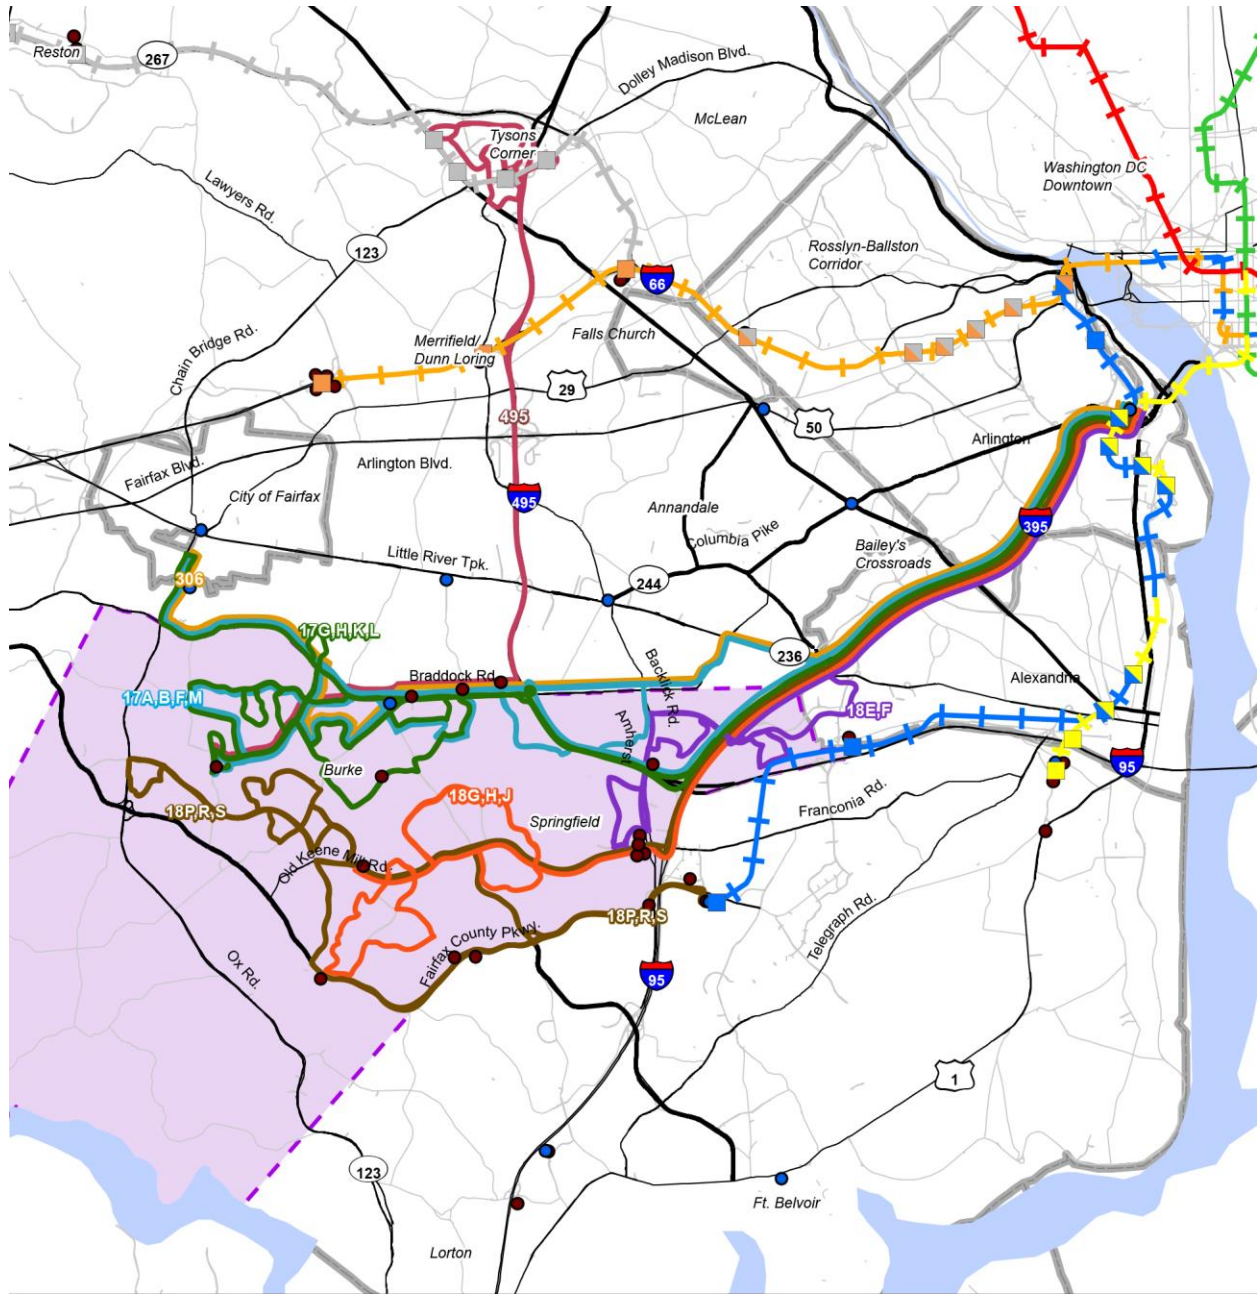 Reston
267
Dolley Madison Blvd.
McLean
Tysons
Corner
Washington DC
Downtown
Lawyers Rd.
123
Rosslyn-Ballston
Corridor
66
Chain Bridge Rd.
Merrifield/
Dunn Loring
Falls Church
29
495
50
Arlington
Fairfax Blvd.
Arlington Blvd.
City of Fairfax
495
Annandale
395
Columbia Pike
Bailey's
Crossroads
Little River Tpk.
244
306
17G,H,K,L
236
Braddock Rd.
Backlick Rd.
Alexandria
17A,B,F,M
18E,F
Amherst
Burke
95
18G,H,J
18P,R,S
Franconia Rd.
Springfield
Old Keene Mill Rd.
18P,R,S
Telegraph Rd.
Fairfax County Pkwy.
Ox Rd.
95
1
123
Ft. Belvoir
Lorton